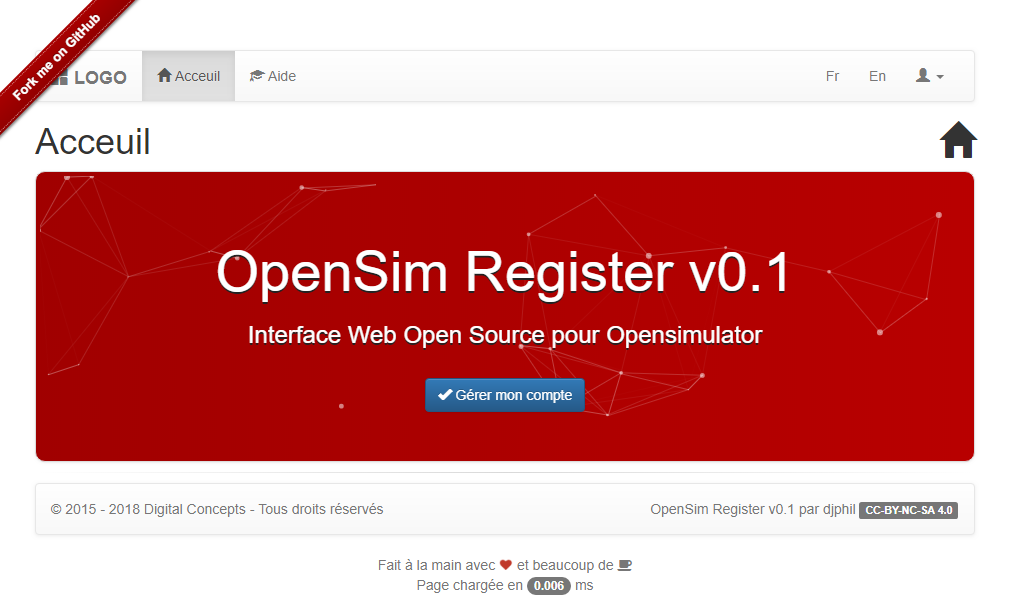 Fork me on GitHub
LOGO
Acceuil
Aide
Fr
En
Acceuil
OpenSim Register v0.1
Interface Web Open Source pour Opensimulator
Gérer mon compte
© 2015 - 2018 Digital Concepts - Tous droits réservés
OpenSim Register v0.1 par djphil CC-BY-NC-SA 4.0
Fait à la main avec et beaucoup de
Page chargée en 0.006 ms